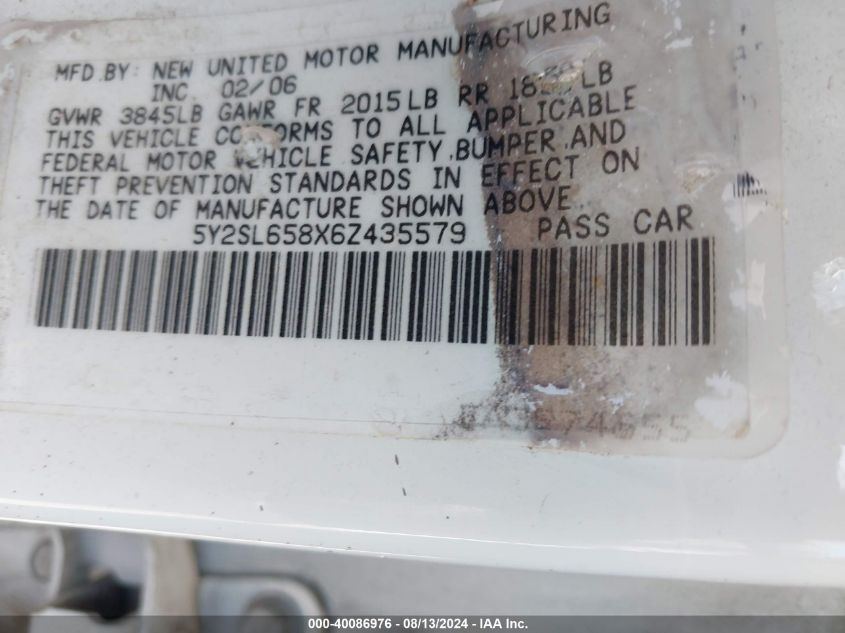 MFD.BY: NEW UNITED MOTOR MANUFACTURING
INC. 02/06
GVWR 3845LB GAWR FR 2015LB RR
THIS VEHICLE CONFORMS TO ALL APPLICABLE
FEDERAL MOTOR VEHICLE SAFETY,BUMPER,AND
THEFT PREVENTION STANDARDS IN EFFECT ON
THE DATE OF MANUFACTURE SHOWN ABOVE.
5Y2SL658X6Z435579 PASS CAR
000-40086976 - 08/13/2024 - IAA Inc.